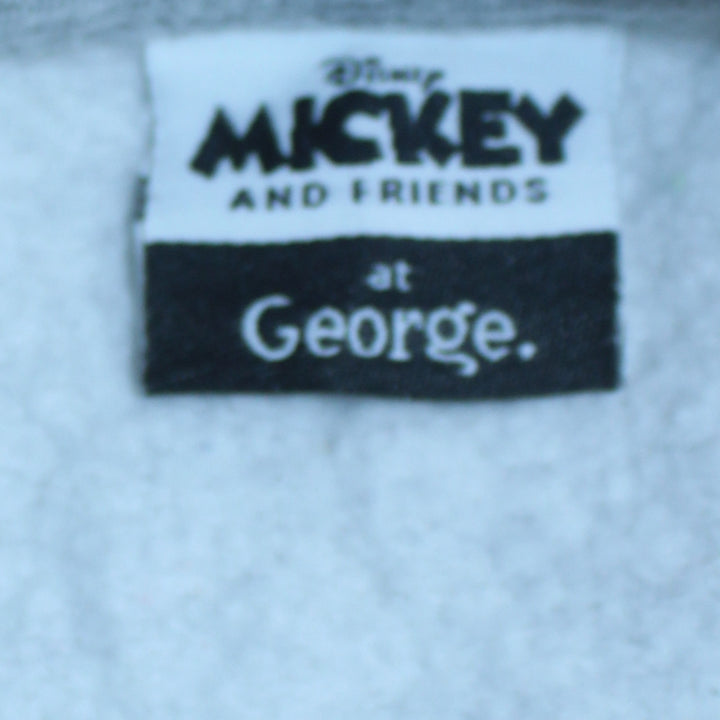 Disney
MICKEY
AND FRIENDS
at
George.